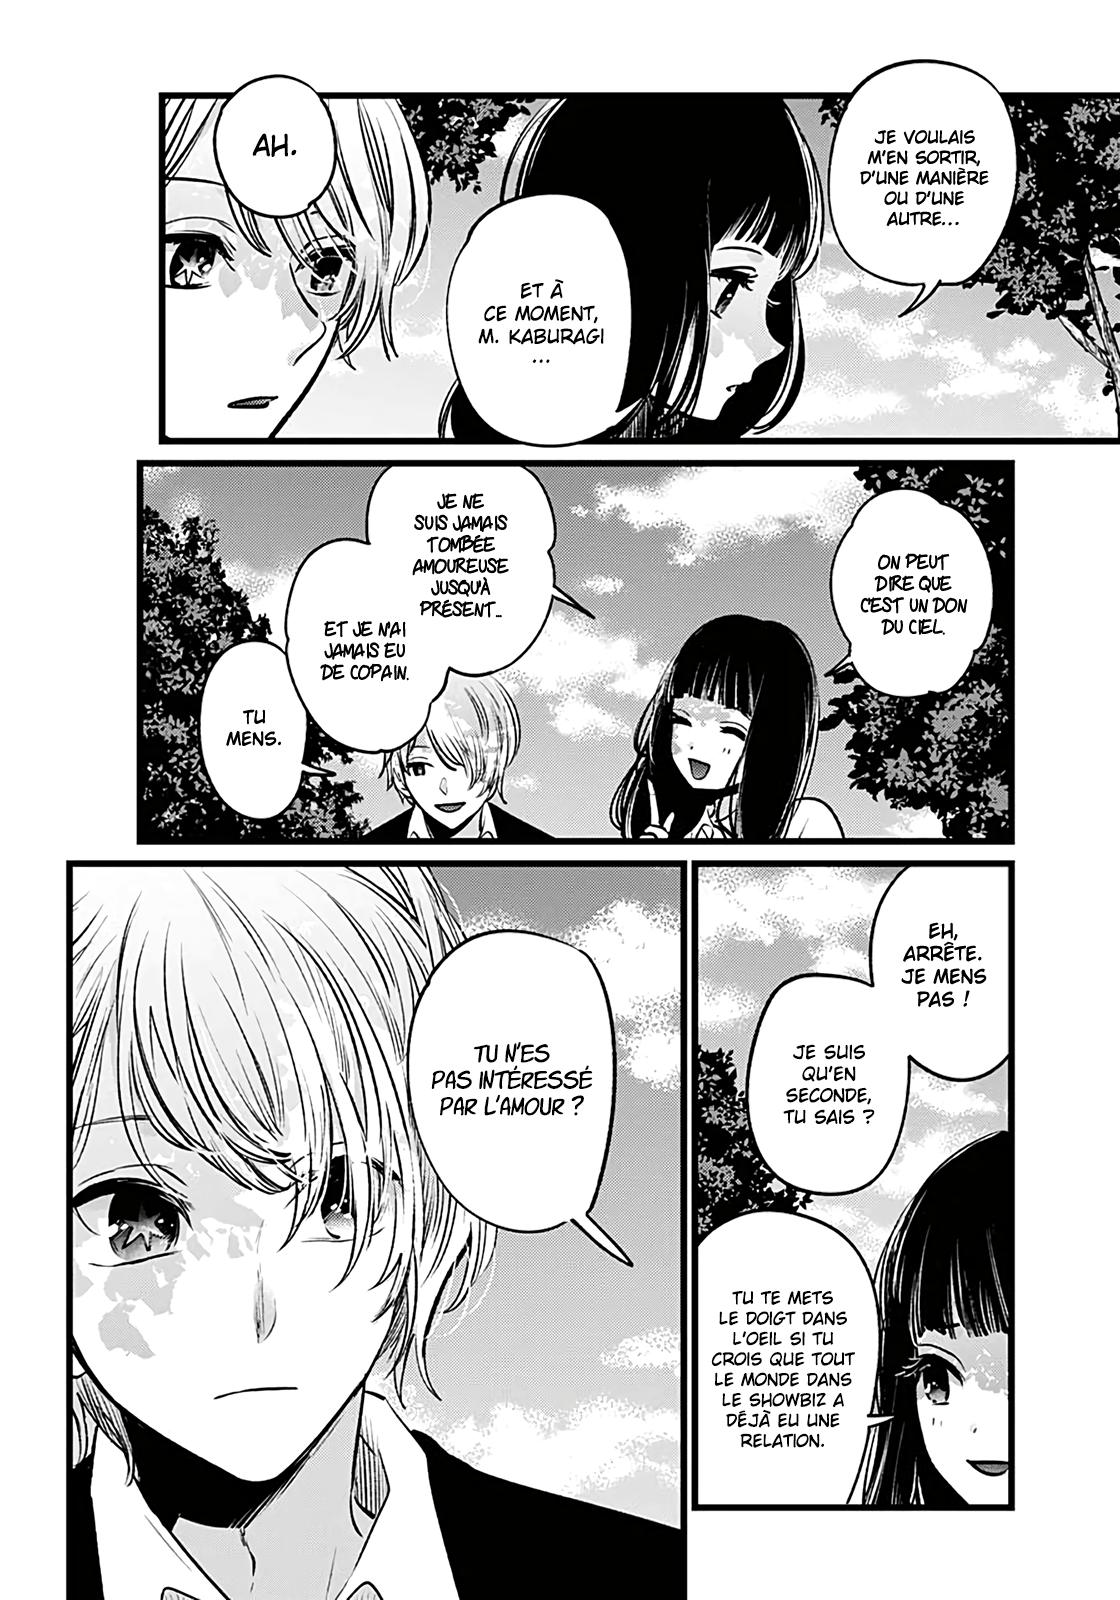 JE VOULAIS
M'EN SORTIR,
D'UNE MANIÈRE
OU D'UNE
AUTRE...
ET À
CE MOMENT,
M. KABURAGI
...
AH.
ON PEUT
DIRE QUE
C'EST UN DON
DU CIEL.
JE NE
SUIS JAMAIS
TOMBÉE
AMOUREUSE
JUSQU'À
PRÉSENT...
ET JE N'AI
JAMAIS EU
DE COPAIN.
TU
MENS.
EH,
ARRÊTE.
JE MENS
PAS !
JE SUIS
QU'EN
SECONDE,
TU SAIS ?
TU TE METS
LE DOIGT DANS
L'OEIL SI TU
CROIS QUE TOUT
LE MONDE DANS
LE SHOWBIZ A
DÉJÀ EU UNE
RELATION.
TU N'ES
PAS INTÉRESSÉ
PAR L'AMOUR ?